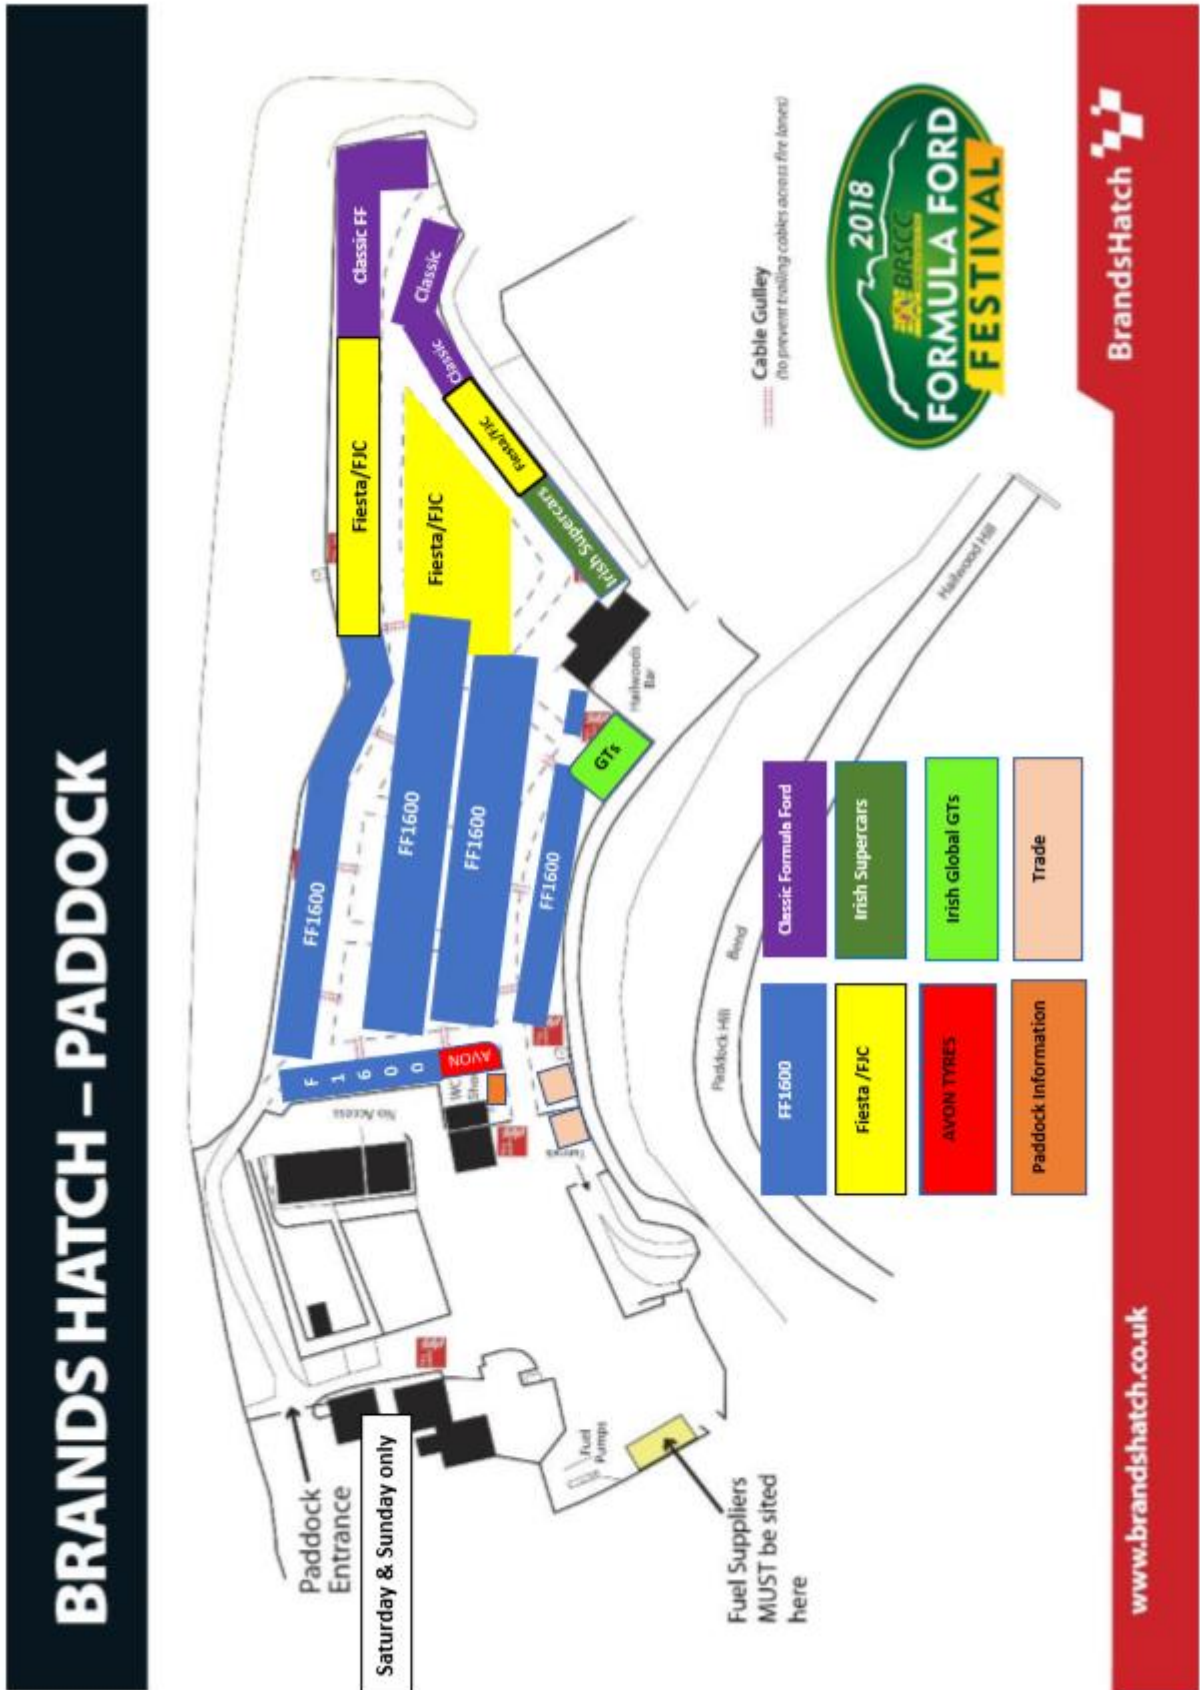 BRANDS HATCH – PADDOCK
Paddock
Entrance
Saturday & Sunday only
No Access
F
1
6
0
0
AVON
WC
FF1600
FF1600
FF1600
FF1600
Fiesta/FJC
Fiesta/FJC
Fiesta/FJC
Classic FF
Classic
Classic
Irish Supercars
GTs
Hailwoods
Bar
Fuel
Pumps
Fuel Suppliers
MUST be sited
here
Paddock Hill
Bend
Hailwood Hill
Cable Gulley
(to prevent trailing cables across fire lanes)
2018
BRSCC
FORMULA FORD
FESTIVAL
FF1600
Classic Formula Ford
Fiesta /FJC
Irish Supercars
AVON TYRES
Irish Global GTs
Paddock Information
Trade
www.brandshatch.co.uk
BrandsHatch